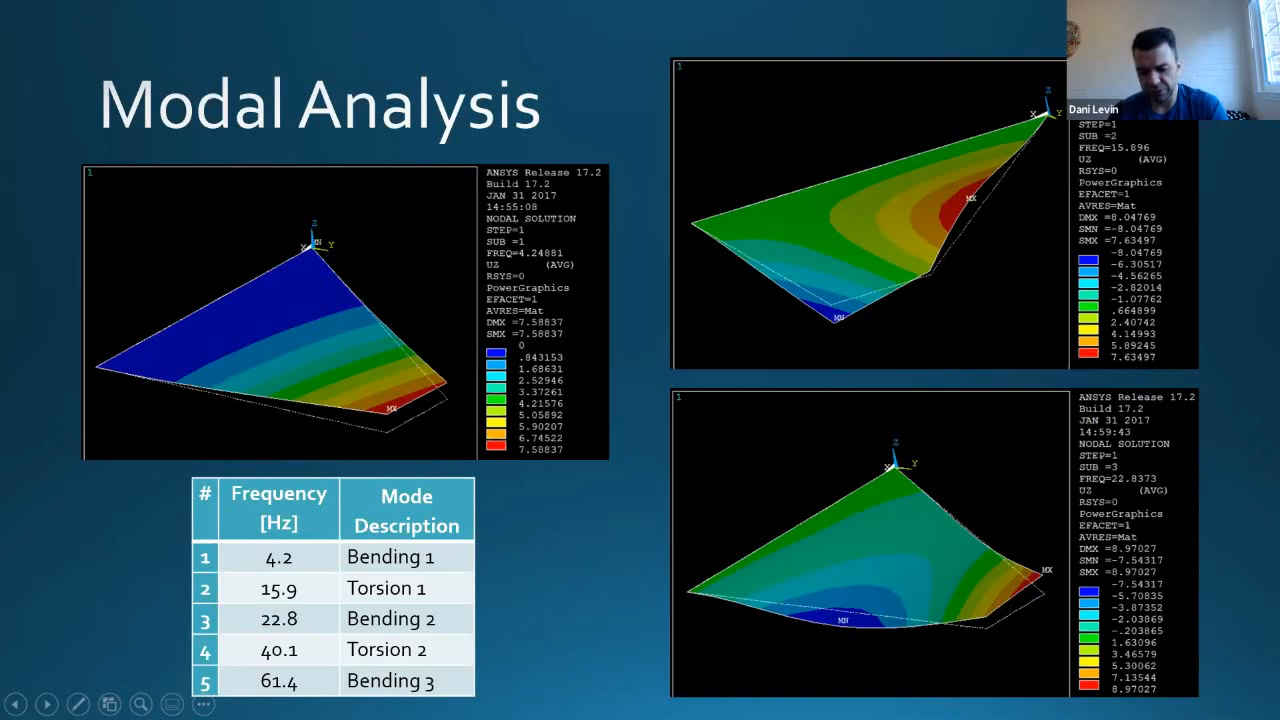 Modal Analysis
1
ANSYS Release 17.2
Build 17.2
JAN 31 2017
14:55:08
NODAL SOLUTION
STEP=1
SUB =1
FREQ=4.24881
UZ (AVG)
RSYS=0
PowerGraphics
EFACET=1
AVRES=Mat
DMX =7.58837
SMX =7.58837
0
.843153
1.68631
2.52946
3.37261
4.21576
5.05892
5.90207
6.74522
7.58837
Z
MN
X
Y
MX
# Frequency [Hz] Mode Description
1 4.2 Bending 1
2 15.9 Torsion 1
3 22.8 Bending 2
4 40.1 Torsion 2
5 61.4 Bending 3
1
Dani Levin
Z
X
Y
MX
MN
STEP=1
SUB =2
FREQ=15.896
UZ (AVG)
RSYS=0
PowerGraphics
EFACET=1
AVRES=Mat
DMX =8.04769
SMN =-8.04769
SMX =7.63497
-8.04769
-6.30517
-4.56265
-2.82014
-1.07762
.664899
2.40742
4.14993
5.89245
7.63497
1
ANSYS Release 17.2
Build 17.2
JAN 31 2017
14:59:43
NODAL SOLUTION
STEP=1
SUB =3
FREQ=22.8373
UZ (AVG)
RSYS=0
PowerGraphics
EFACET=1
AVRES=Mat
DMX =8.97027
SMN =-7.54317
SMX =8.97027
-7.54317
-5.70835
-3.87352
-2.03869
-.203865
1.63096
3.46579
5.30062
7.13544
8.97027
Z
X
Y
MX
MN